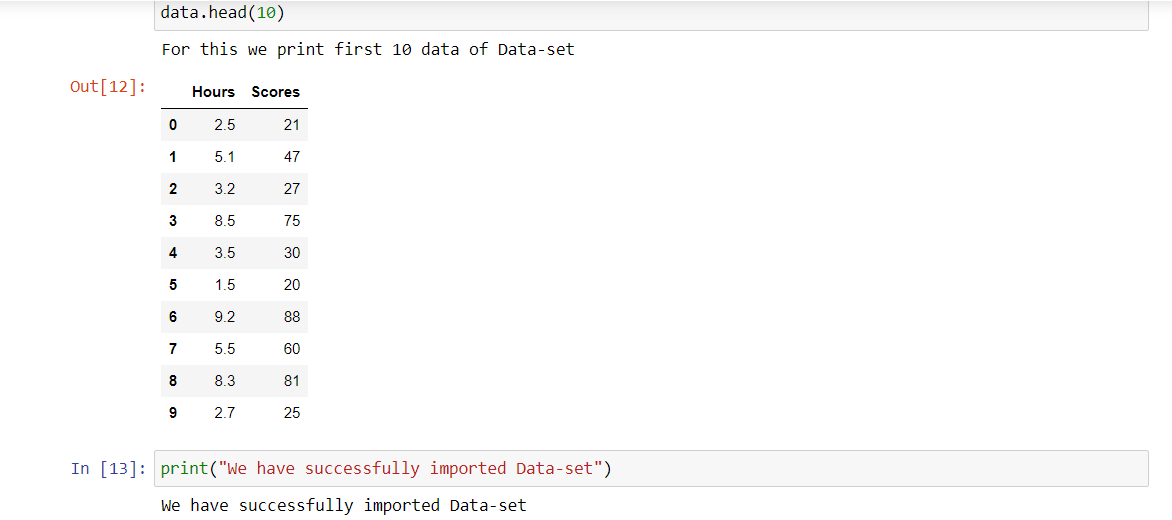 data.head(10)
For this we print first 10 data of Data-set
Out[12]:
Hours Scores
0 2.5 21
1 5.1 47
2 3.2 27
3 8.5 75
4 3.5 30
5 1.5 20
6 9.2 88
7 5.5 60
8 8.3 81
9 2.7 25
In [13]: print("We have successfully imported Data-set")
We have successfully imported Data-set